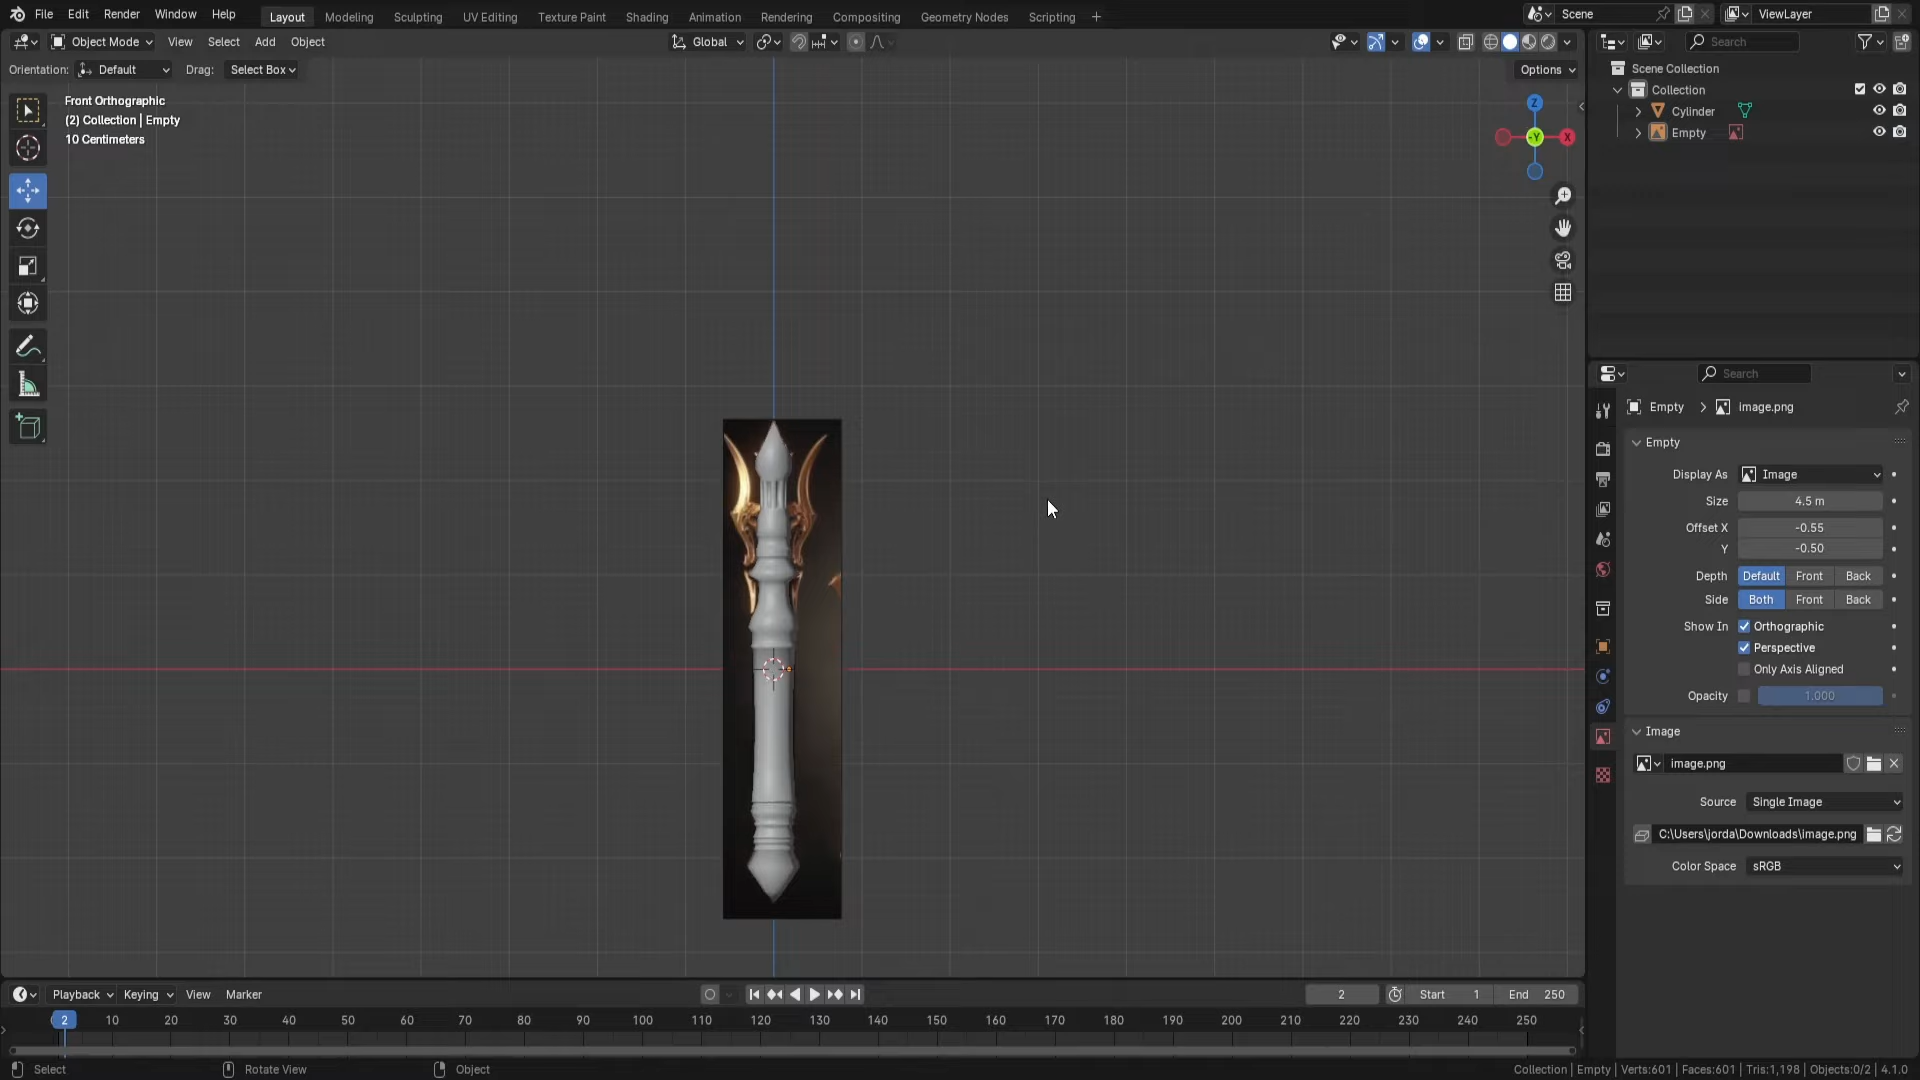 File Edit Render Window Help Layout Modeling Sculpting UV Editing Texture Paint Shading Animation Rendering Compositing Geometry Nodes Scripting + Scene ViewLayer
Object Mode View Select Add Object Global Search
Orientation: Default Drag: Select Box Options
Front Orthographic
(2) Collection | Empty
10 Centimeters
Z
-Y
X
Scene Collection
Collection
Cylinder
Empty
Search
Empty > image.png
Empty
Display As Image
Size 4.5 m
Offset X -0.55
Y -0.50
Depth Default Front Back
Side Both Front Back
Show In Orthographic
Perspective
Only Axis Aligned
Opacity 1.000
Image
image.png
Source Single Image
C:\Users\jorda\Downloads\image.png
Color Space sRGB
Playback Keying View Marker 2 Start 1 End 250
2 10 20 30 40 50 60 70 80 90 100 110 120 130 140 150 160 170 180 190 200 210 220 230 240 250
Select Rotate View Object Collection | Empty | Verts:601 | Faces:601 | Tris:1,198 | Objects:0/2 | 4.1.0